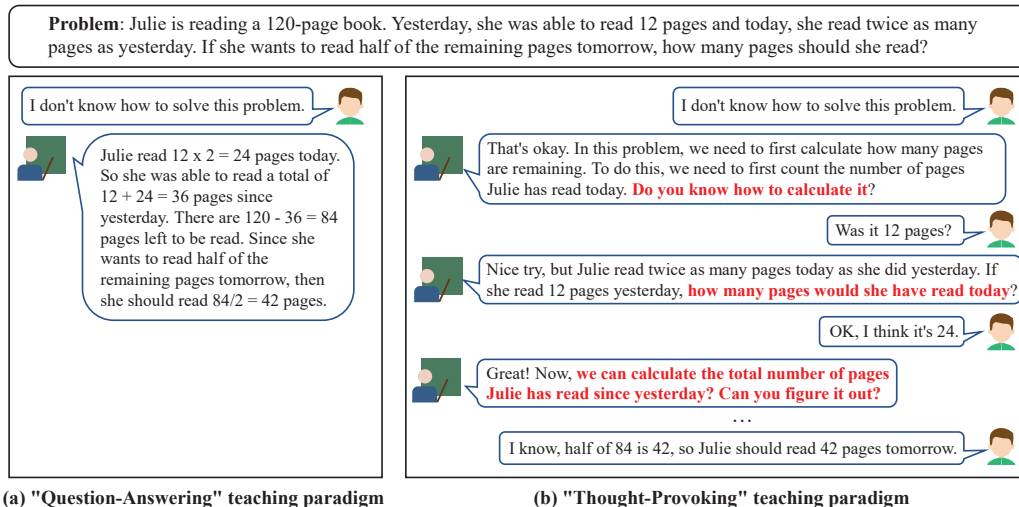 Problem: Julie is reading a 120-page book. Yesterday, she was able to read 12 pages and today, she read twice as many
pages as yesterday. If she wants to read half of the remaining pages tomorrow, how many pages should she read?
I don't know how to solve this problem.
Julie read 12 x 2 = 24 pages today.
So she was able to read a total of
12 + 24 = 36 pages since
yesterday. There are 120 - 36 = 84
pages left to be read. Since she
wants to read half of the
remaining pages tomorrow, then
she should read 84/2 = 42 pages.
(a) "Question-Answering" teaching paradigm
I don't know how to solve this problem.
That's okay. In this problem, we need to first calculate how many pages
are remaining. To do this, we need to first count the number of pages
Julie has read today. Do you know how to calculate it?
Was it 12 pages?
Nice try, but Julie read twice as many pages today as she did yesterday. If
she read 12 pages yesterday, how many pages would she have read today?
OK, I think it's 24.
Great! Now, we can calculate the total number of pages
Julie has read since yesterday? Can you figure it out?
...
I know, half of 84 is 42, so Julie should read 42 pages tomorrow.
(b) "Thought-Provoking" teaching paradigm